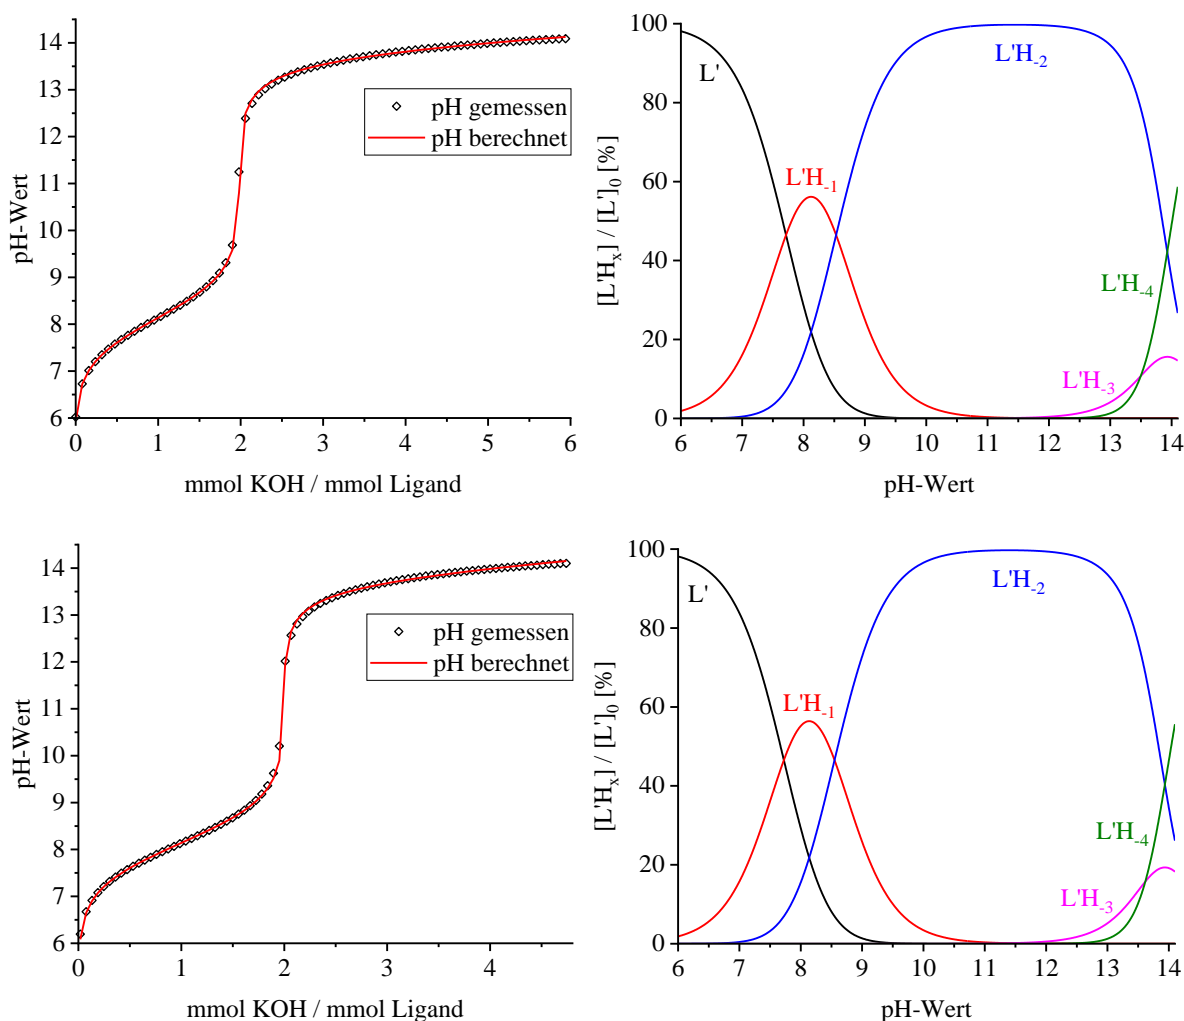 14
13
12
11
10
9
8
7
6
pH-Wert
pH gemessen
pH berechnet
0 1 2 3 4 5 6
mmol KOH / mmol Ligand
100
80
60
40
20
0
[L'Hₓ] / [L']₀ [%]
L'
L'H₋₁
L'H₋₂
L'H₋₄
L'H₋₃
6 7 8 9 10 11 12 13 14
pH-Wert
14
13
12
11
10
9
8
7
6
pH-Wert
pH gemessen
pH berechnet
0 1 2 3 4
mmol KOH / mmol Ligand
100
80
60
40
20
0
[L'Hₓ] / [L']₀ [%]
L'
L'H₋₁
L'H₋₂
L'H₋₄
L'H₋₃
6 7 8 9 10 11 12 13 14
pH-Wert